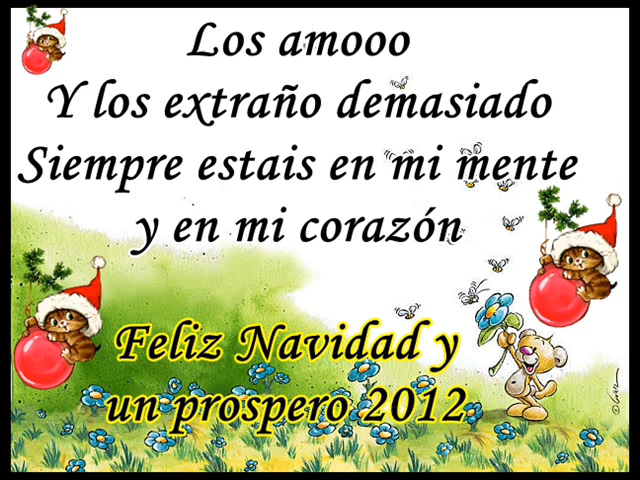 Los amooo
Y los extraño demasiado
Siempre estais en mi mente
y en mi corazón
Feliz Navidad y
un prospero 2012